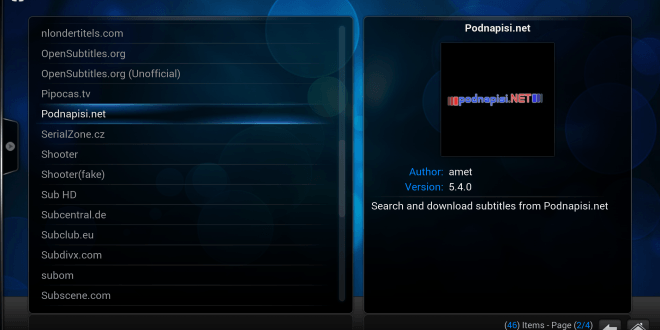 nlondertitels.com
OpenSubtitles.org
OpenSubtitles.org (Unofficial)
Pipocas.tv
Podnapisi.net
SerialZone.cz
Shooter
Shooter(fake)
Sub HD
Subcentral.de
Subclub.eu
Subdivx.com
subom
Subscene.com
Podnapisi.net
podnapisi.NET
Author: amet
Version: 5.4.0
Search and download subtitles from Podnapisi.net
(46) Items - Page (2/4)